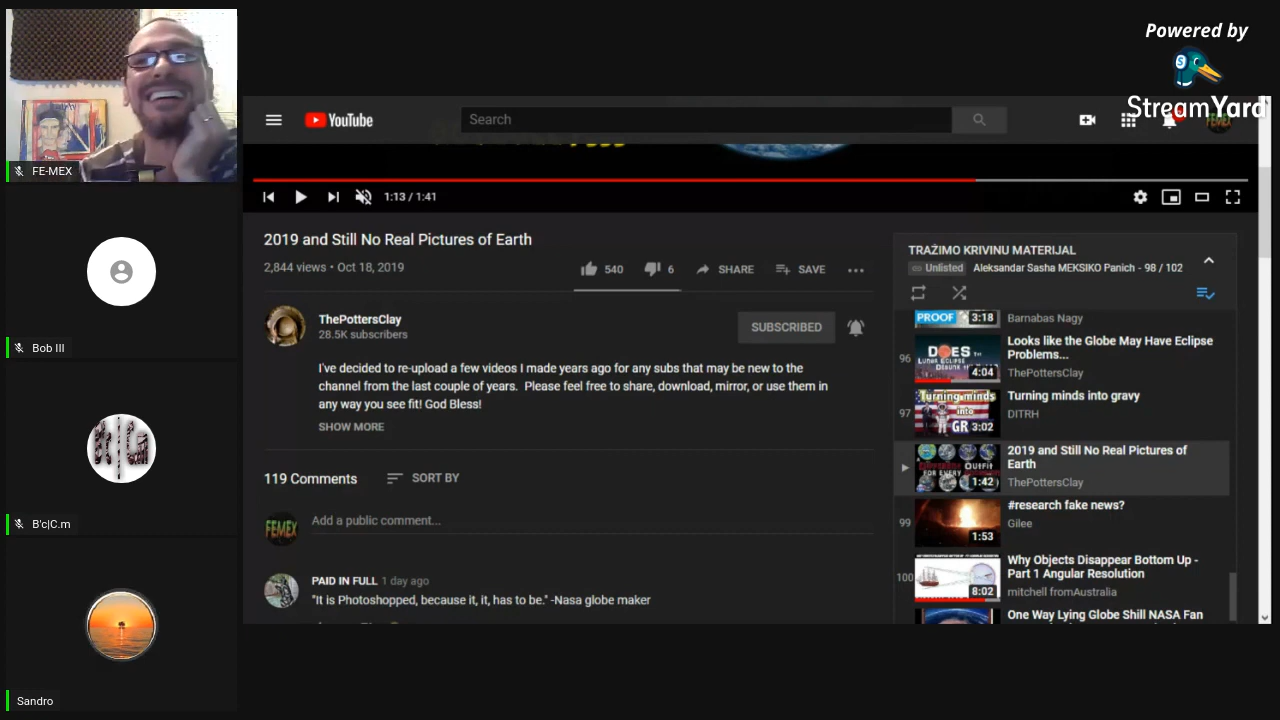 Powered by
StreamYard
FE-MEX
Bob III
B'c|C.m
Sandro
YouTube
Search
1:13 / 1:41
2019 and Still No Real Pictures of Earth
2,844 views • Oct 18, 2019
540
6
SHARE
SAVE
ThePottersClay
28.5K subscribers
SUBSCRIBED
I've decided to re-upload a few videos I made years ago for any subs that may be new to the
channel from the last couple of years. Please feel free to share, download, mirror, or use them in
any way you see fit! God Bless!
SHOW MORE
119 Comments
SORT BY
FEMEX
Add a public comment...
PAID IN FULL 1 day ago
"It is Photoshopped, because it, it, has to be." -Nasa globe maker
TRAŽIMO KRIVINU MATERIJAL
Unlisted
Aleksandar Sasha MEKSIKO Panich - 98 / 102
PROOF
3:18
Barnabas Nagy
96
DOES
4:04
Looks like the Globe May Have Eclipse
Problems...
ThePottersClay
97
Turning minds
into
GR
3:02
Turning minds into gravy
DITRH
OUTFIT
FOR EVERY
1:42
2019 and Still No Real Pictures of
Earth
ThePottersClay
99
1:53
#research fake news?
Gilee
100
8:02
Why Objects Disappear Bottom Up -
Part 1 Angular Resolution
mitchell fromAustralia
One Way Lying Globe Shill NASA Fan